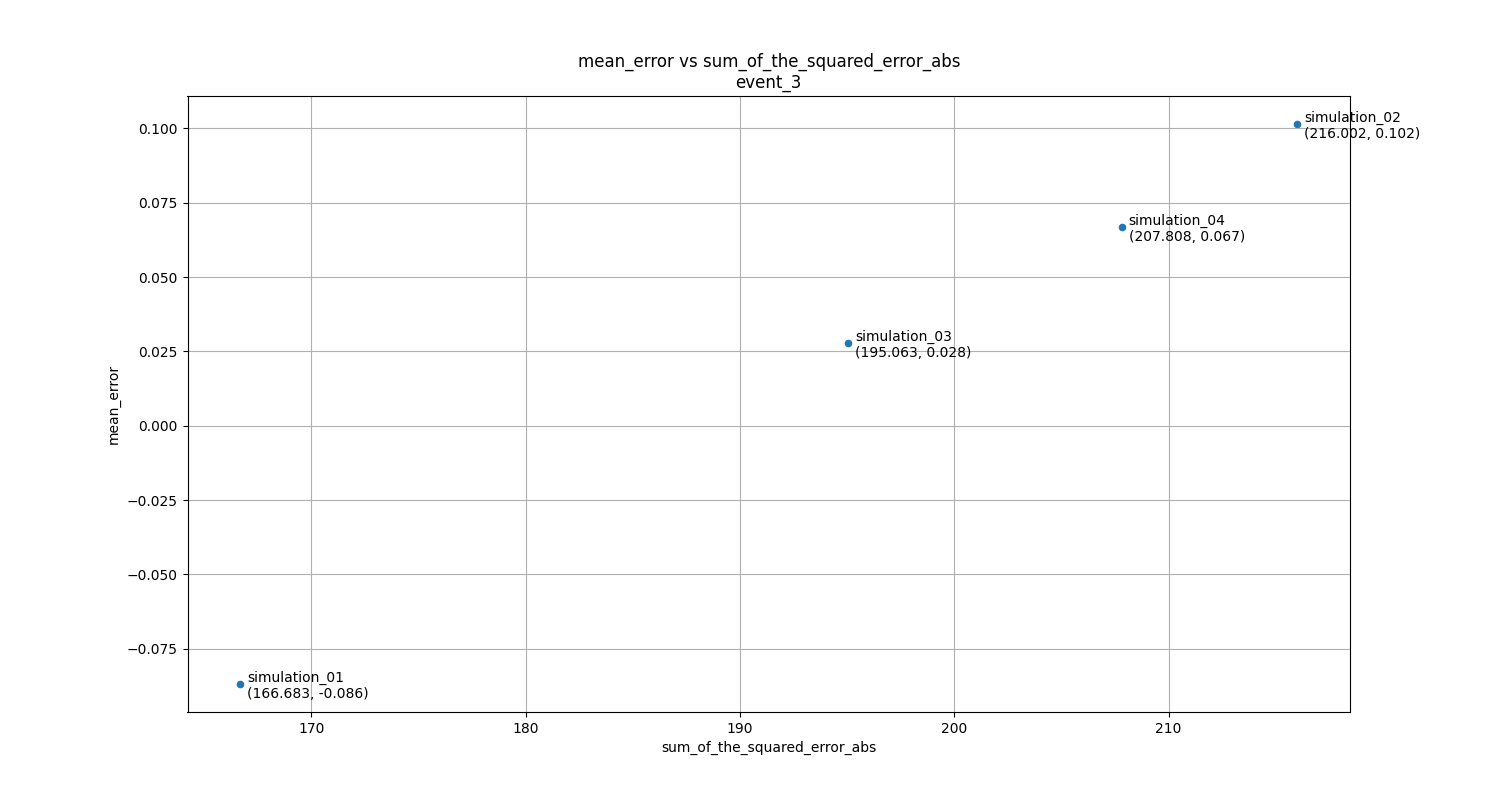 mean_error vs sum_of_the_squared_error_abs
event_3
simulation_02
(216.002, 0.102)
simulation_04
(207.808, 0.067)
simulation_03
(195.063, 0.028)
simulation_01
(166.683, -0.086)
0.100
0.075
0.050
0.025
0.000
−0.025
−0.050
−0.075
mean_error
170 180 190 200 210
sum_of_the_squared_error_abs